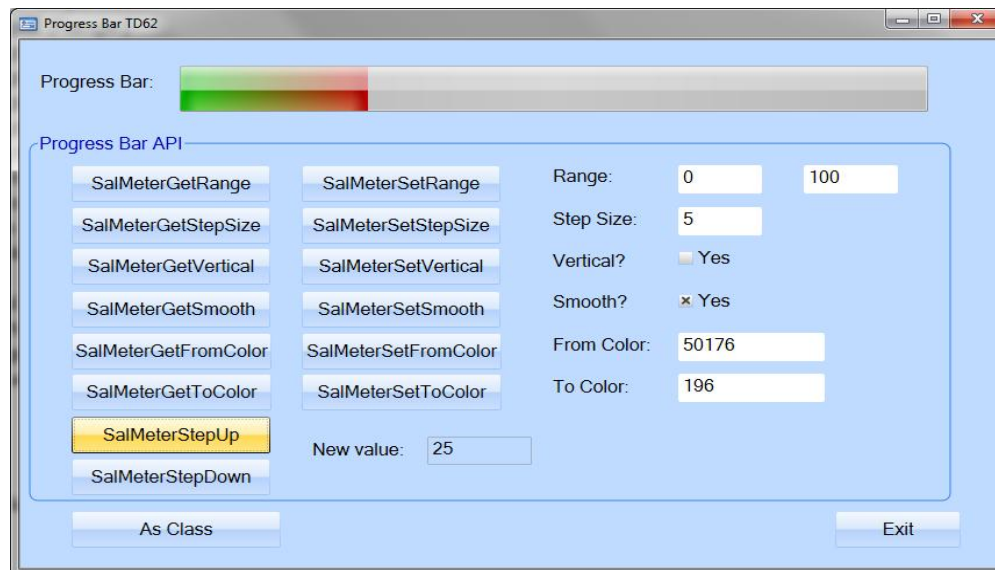 Progress Bar TD62
Progress Bar:
Progress Bar API
SalMeterGetRange SalMeterSetRange Range: 0 100
SalMeterGetStepSize SalMeterSetStepSize Step Size: 5
SalMeterGetVertical SalMeterSetVertical Vertical? Yes
SalMeterGetSmooth SalMeterSetSmooth Smooth? Yes
SalMeterGetFromColor SalMeterSetFromColor From Color: 50176
SalMeterGetToColor SalMeterSetToColor To Color: 196
SalMeterStepUp New value: 25
SalMeterStepDown
As Class Exit